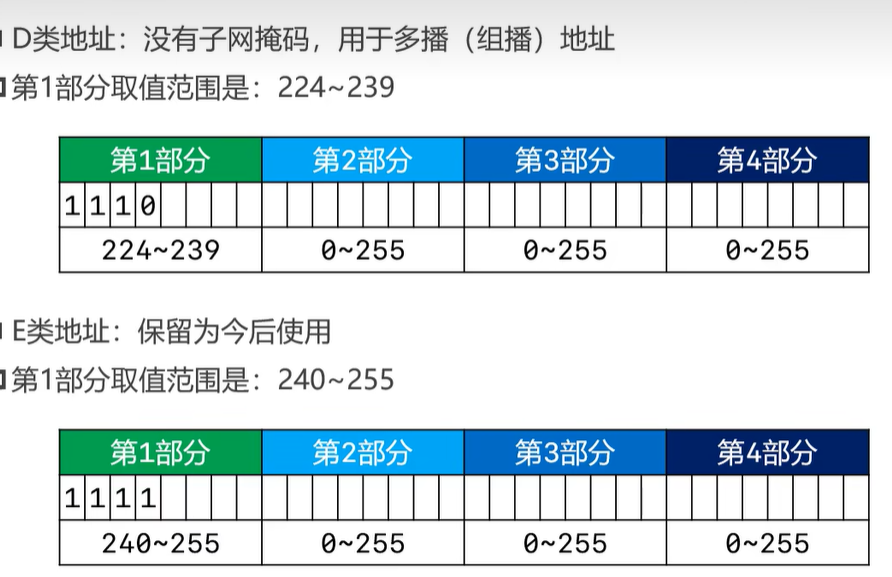 D类地址：没有子网掩码，用于多播（组播）地址
第1部分取值范围是：224~239
第1部分 第2部分 第3部分 第4部分
1 1 1 0
224~239 0~255 0~255 0~255
E类地址：保留为今后使用
第1部分取值范围是：240~255
第1部分 第2部分 第3部分 第4部分
1 1 1 1
240~255 0~255 0~255 0~255